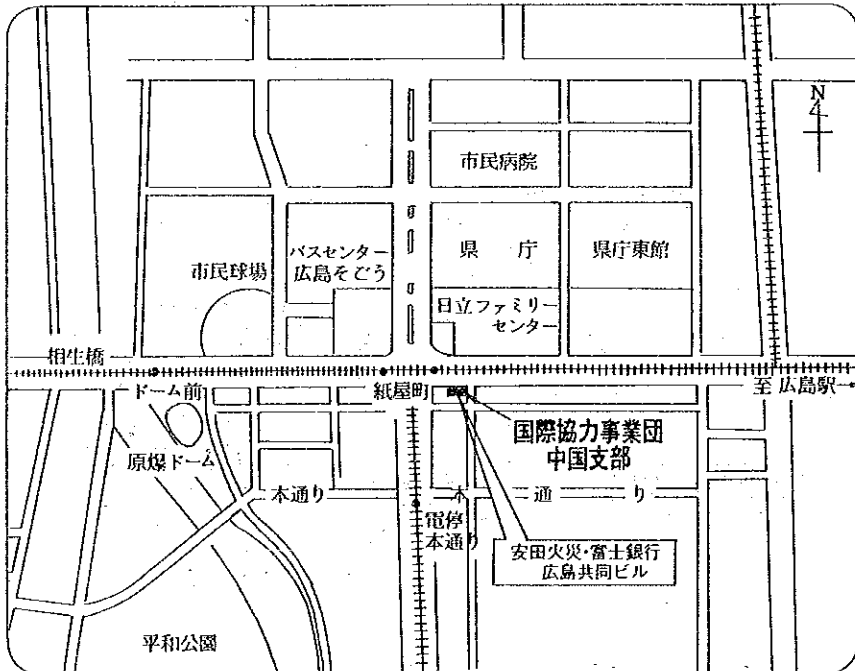 N
市民病院
市民球場
バスセンター
広島そごう
県 庁
県庁東館
日立ファミリー
センター
相生橋
ドーム前
紙屋町
至 広島駅
国際協力事業団
中国支部
原爆ドーム
本通り
本 通 り
電停
本通り
安田火災・富士銀行
広島共同ビル
平和公園